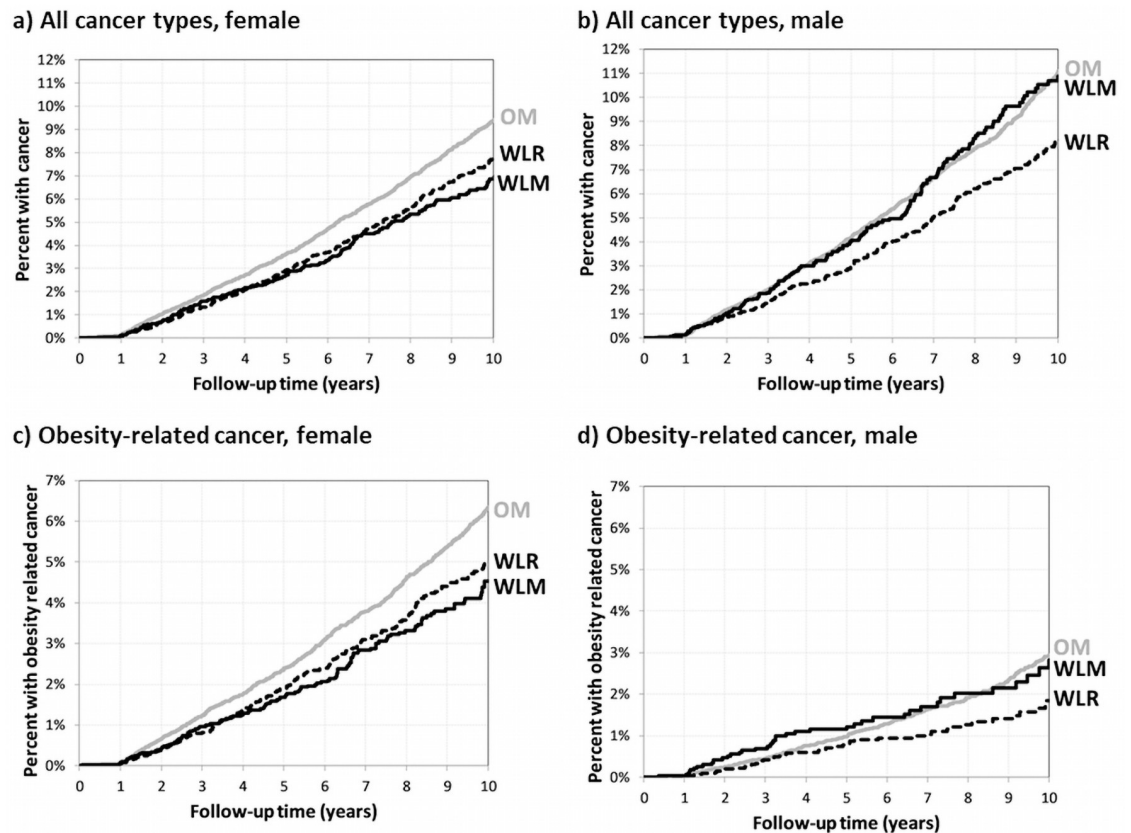 a) All cancer types, female
12%
11%
10%
9%
8%
7%
6%
5%
4%
3%
2%
1%
0%
Percent with cancer
OM
WLR
WLM
0 1 2 3 4 5 6 7 8 9 10
Follow-up time (years)
b) All cancer types, male
12%
11%
10%
9%
8%
7%
6%
5%
4%
3%
2%
1%
0%
Percent with cancer
OM
WLM
WLR
0 1 2 3 4 5 6 7 8 9 10
Follow-up time (years)
c) Obesity-related cancer, female
7%
6%
5%
4%
3%
2%
1%
0%
Percent with obesity related cancer
OM
WLR
WLM
0 1 2 3 4 5 6 7 8 9 10
Follow-up time (years)
d) Obesity-related cancer, male
7%
6%
5%
4%
3%
2%
1%
0%
Percent with obesity related cancer
OM
WLM
WLR
0 1 2 3 4 5 6 7 8 9 10
Follow-up time (years)